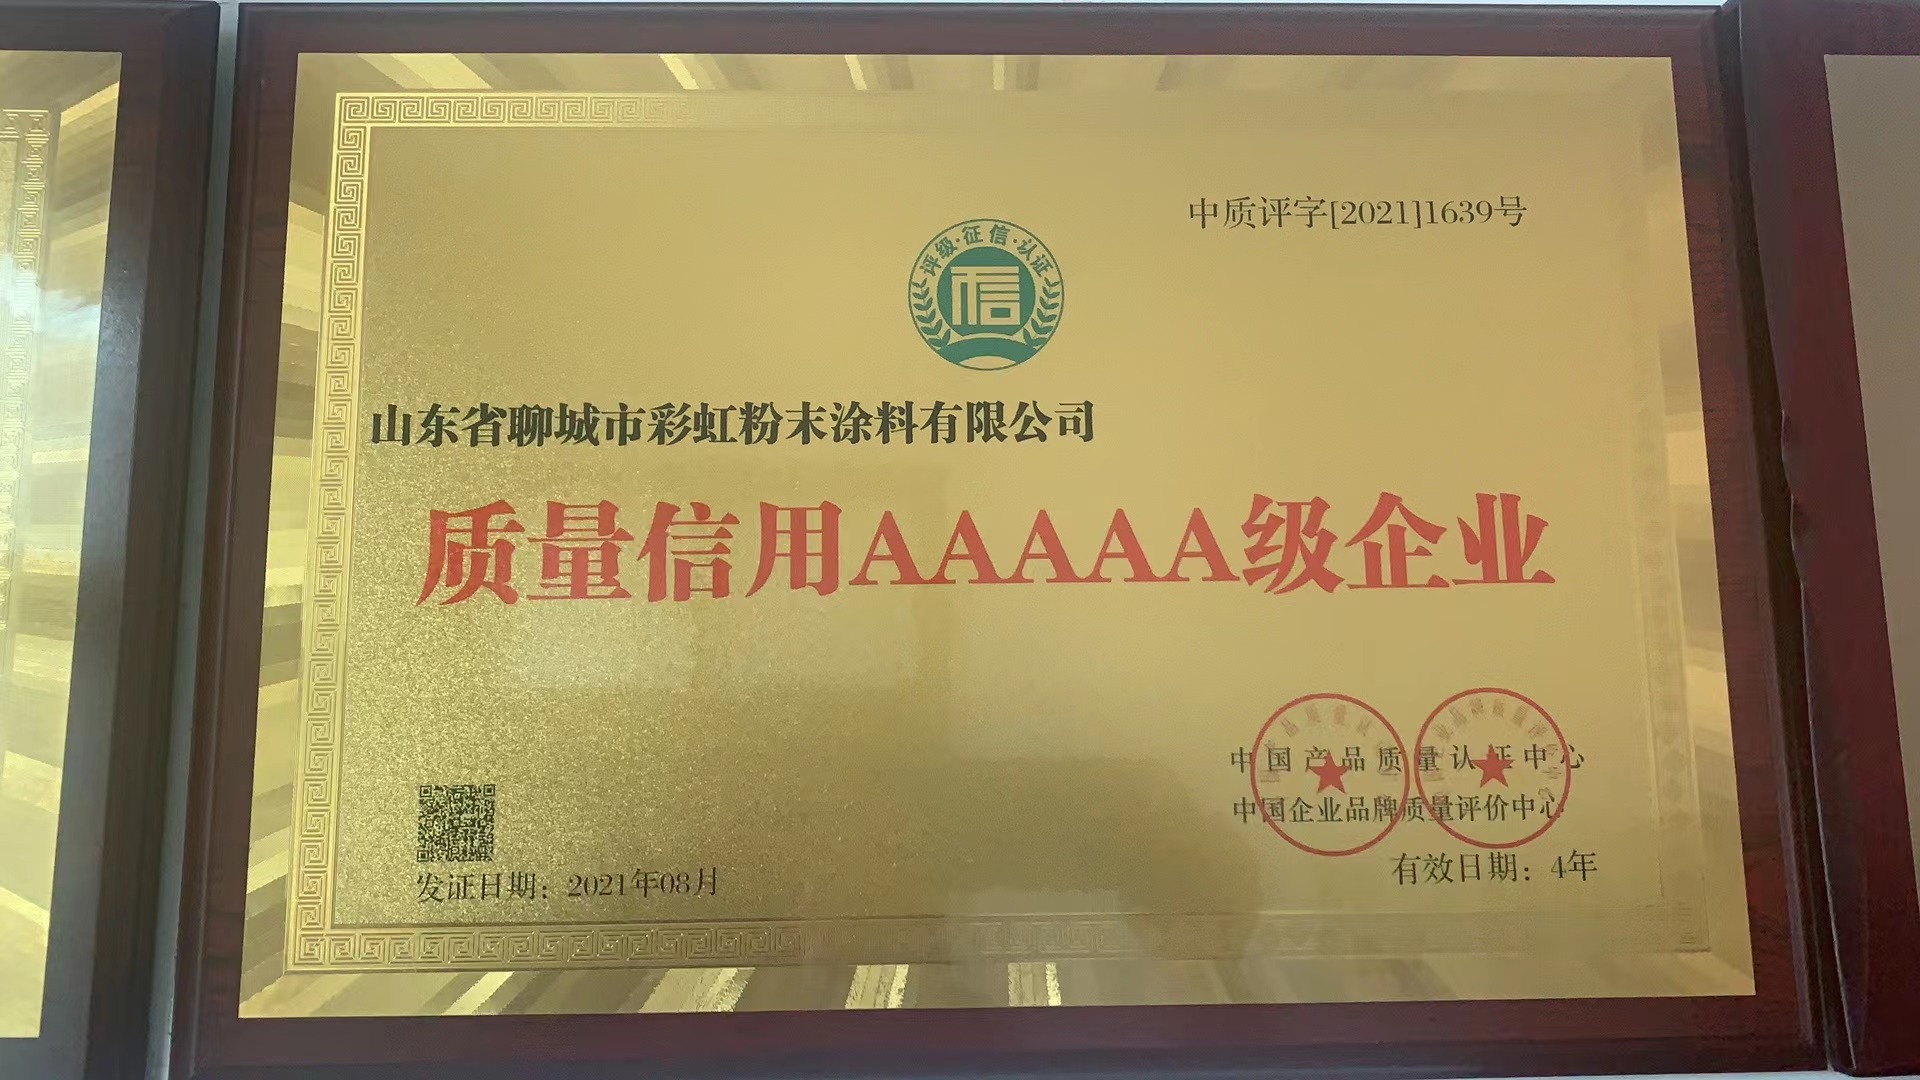 中质评字[2021]1639号
评级·征信·认证
信
山东省聊城市彩虹粉末涂料有限公司
质量信用AAAAA级企业
中国产品质量认证中心
中国企业品牌质量评价中心
发证日期：2021年08月
有效日期：4年